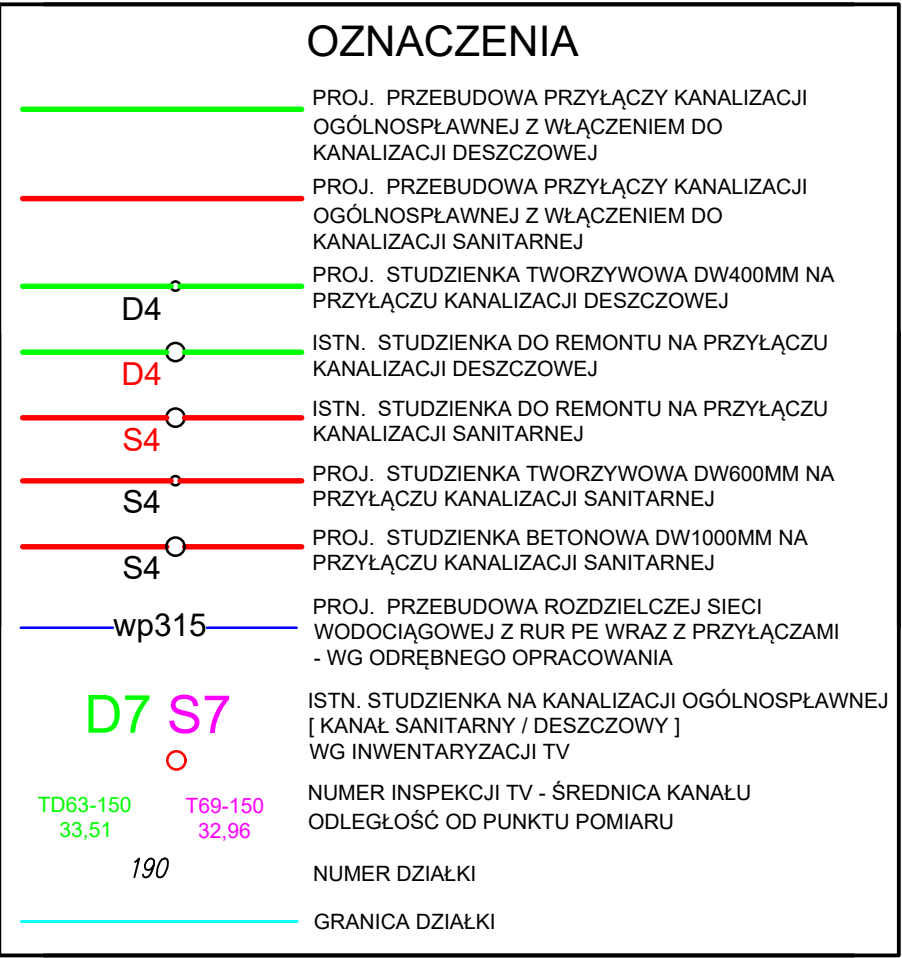 OZNACZENIA
PROJ. PRZEBUDOWA PRZYŁĄCZY KANALIZACJI
OGÓLNOSPŁAWNEJ Z WŁĄCZENIEM DO
KANALIZACJI DESZCZOWEJ
PROJ. PRZEBUDOWA PRZYŁĄCZY KANALIZACJI
OGÓLNOSPŁAWNEJ Z WŁĄCZENIEM DO
KANALIZACJI SANITARNEJ
D4
PROJ. STUDZIENKA TWORZYWOWA DW400MM NA
PRZYŁĄCZU KANALIZACJI DESZCZOWEJ
D4
ISTN. STUDZIENKA DO REMONTU NA PRZYŁĄCZU
KANALIZACJI DESZCZOWEJ
S4
ISTN. STUDZIENKA DO REMONTU NA PRZYŁĄCZU
KANALIZACJI SANITARNEJ
S4
PROJ. STUDZIENKA TWORZYWOWA DW600MM NA
PRZYŁĄCZU KANALIZACJI SANITARNEJ
S4
PROJ. STUDZIENKA BETONOWA DW1000MM NA
PRZYŁĄCZU KANALIZACJI SANITARNEJ
wp315
PROJ. PRZEBUDOWA ROZDZIELCZEJ SIECI
WODOCIĄGOWEJ Z RUR PE WRAZ Z PRZYŁĄCZAMI
- WG ODRĘBNEGO OPRACOWANIA
D7 S7
ISTN. STUDZIENKA NA KANALIZACJI OGÓLNOSPŁAWNEJ
[ KANAŁ SANITARNY / DESZCZOWY ]
WG INWENTARYZACJI TV
TD63-150 T69-150
33,51 32,96
NUMER INSPEKCJI TV - ŚREDNICA KANAŁU
ODLEGŁOŚĆ OD PUNKTU POMIARU
190
NUMER DZIAŁKI
GRANICA DZIAŁKI